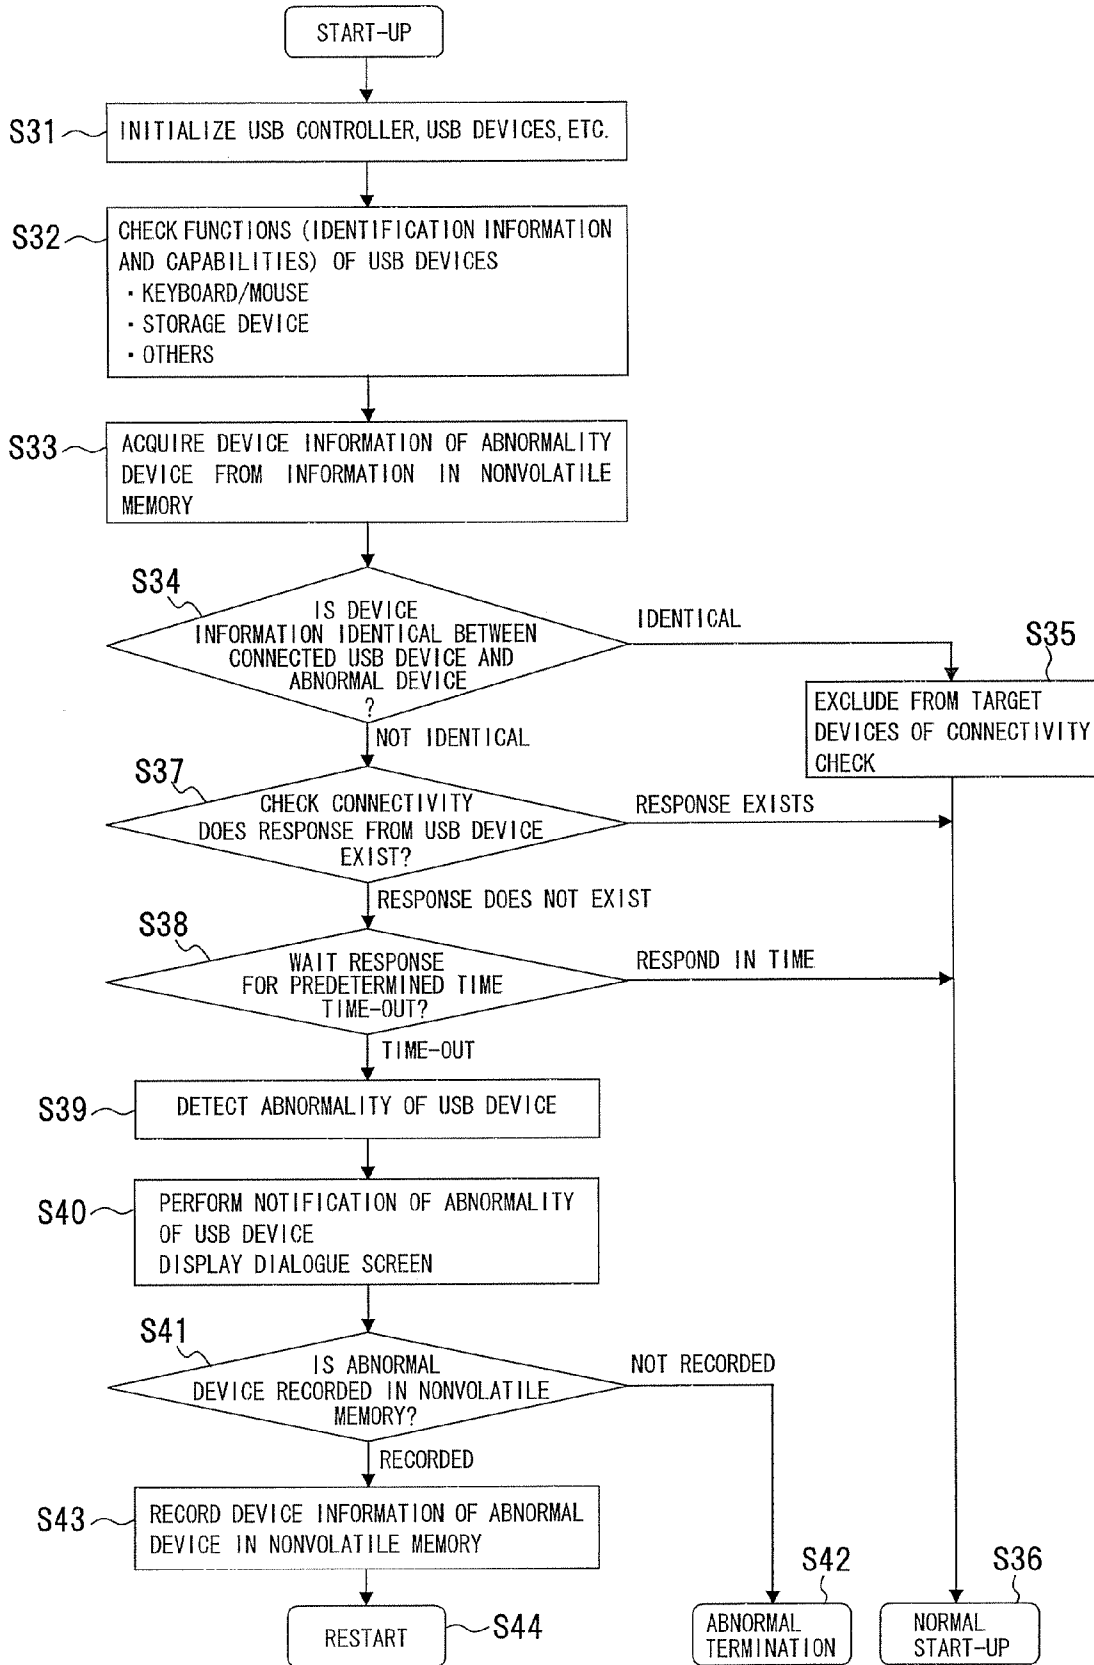 START-UP
S31
INITIALIZE USB CONTROLLER, USB DEVICES, ETC.
S32
CHECK FUNCTIONS (IDENTIFICATION INFORMATION
AND CAPABILITIES) OF USB DEVICES
・KEYBOARD/MOUSE
・STORAGE DEVICE
・OTHERS
S33
ACQUIRE DEVICE INFORMATION OF ABNORMALITY
DEVICE FROM INFORMATION IN NONVOLATILE
MEMORY
S34
IS DEVICE
INFORMATION IDENTICAL BETWEEN
CONNECTED USB DEVICE AND
ABNORMAL DEVICE
?
IDENTICAL
S35
EXCLUDE FROM TARGET
DEVICES OF CONNECTIVITY
CHECK
NOT IDENTICAL
S37
CHECK CONNECTIVITY
DOES RESPONSE FROM USB DEVICE
EXIST?
RESPONSE EXISTS
RESPONSE DOES NOT EXIST
S38
WAIT RESPONSE
FOR PREDETERMINED TIME
TIME-OUT?
RESPOND IN TIME
TIME-OUT
S39
DETECT ABNORMALITY OF USB DEVICE
S40
PERFORM NOTIFICATION OF ABNORMALITY
OF USB DEVICE
DISPLAY DIALOGUE SCREEN
S41
IS ABNORMAL
DEVICE RECORDED IN NONVOLATILE
MEMORY?
NOT RECORDED
RECORDED
S43
RECORD DEVICE INFORMATION OF ABNORMAL
DEVICE IN NONVOLATILE MEMORY
RESTART
S44
S42
ABNORMAL
TERMINATION
S36
NORMAL
START-UP